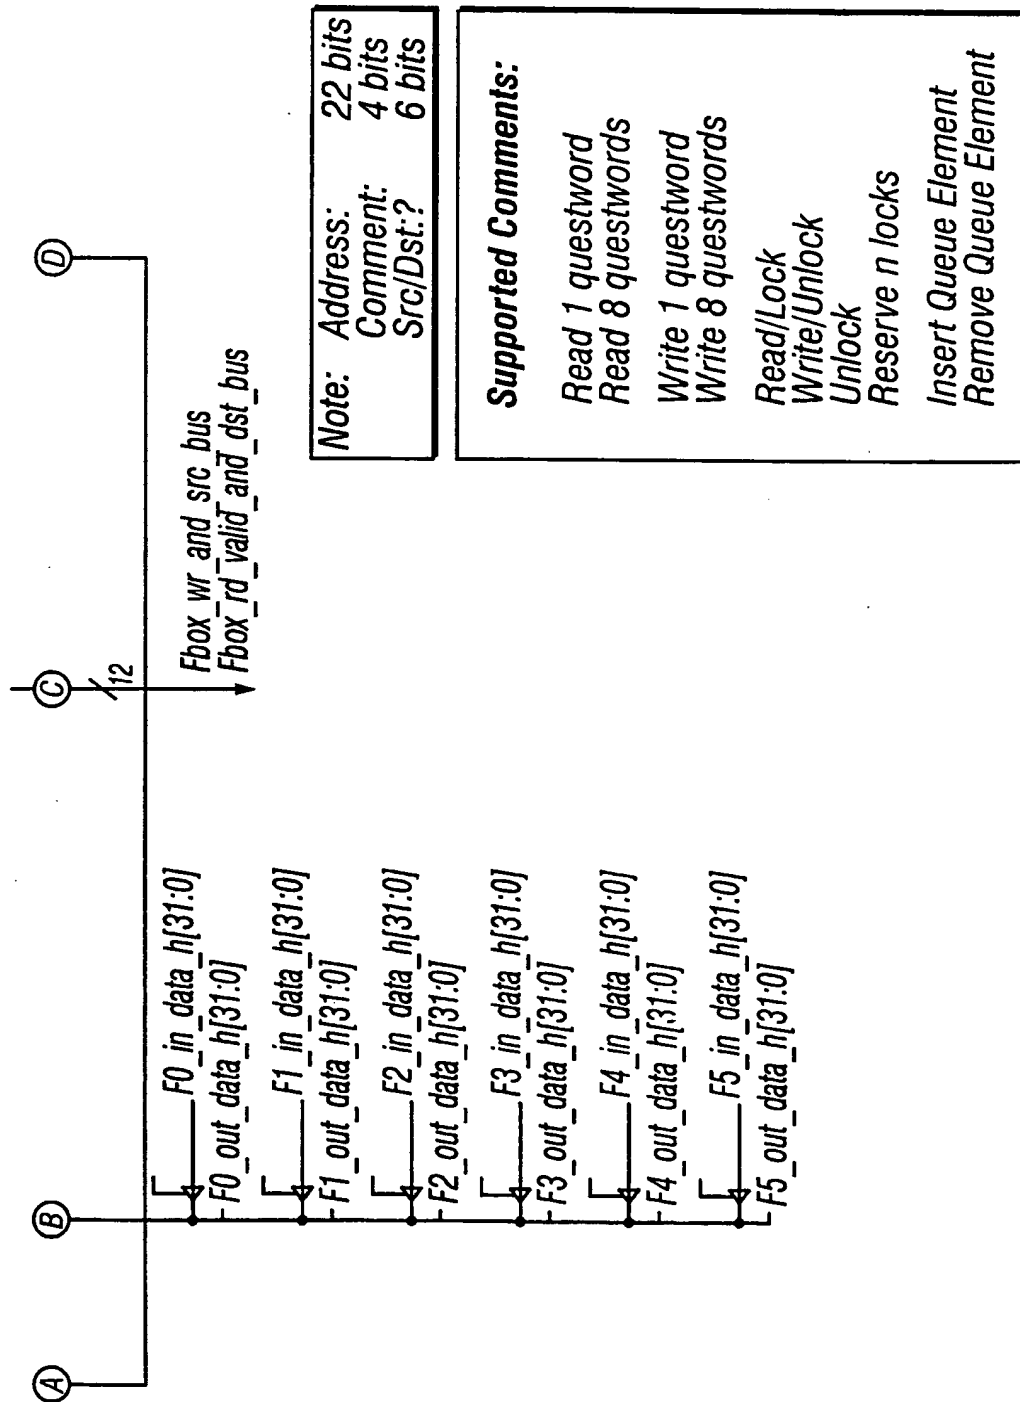 A
B
C
D
12
Fbox_wr_and_src_bus
Fbox_rd_valid_and_dst_bus
F0_in_data_h[31:0]
F0_out_data_h[31:0]
F1_in_data_h[31:0]
F1_out_data_h[31:0]
F2_in_data_h[31:0]
F2_out_data_h[31:0]
F3_in_data_h[31:0]
F3_out_data_h[31:0]
F4_in_data_h[31:0]
F4_out_data_h[31:0]
F5_in_data_h[31:0]
F5_out_data_h[31:0]
Note: Address: 22 bits
Comment: 4 bits
Src/Dst:? 6 bits
Supported Comments:
Read 1 questword
Read 8 questwords
Write 1 questword
Write 8 questwords
Read/Lock
Write/Unlock
Unlock
Reserve n locks
Insert Queue Element
Remove Queue Element